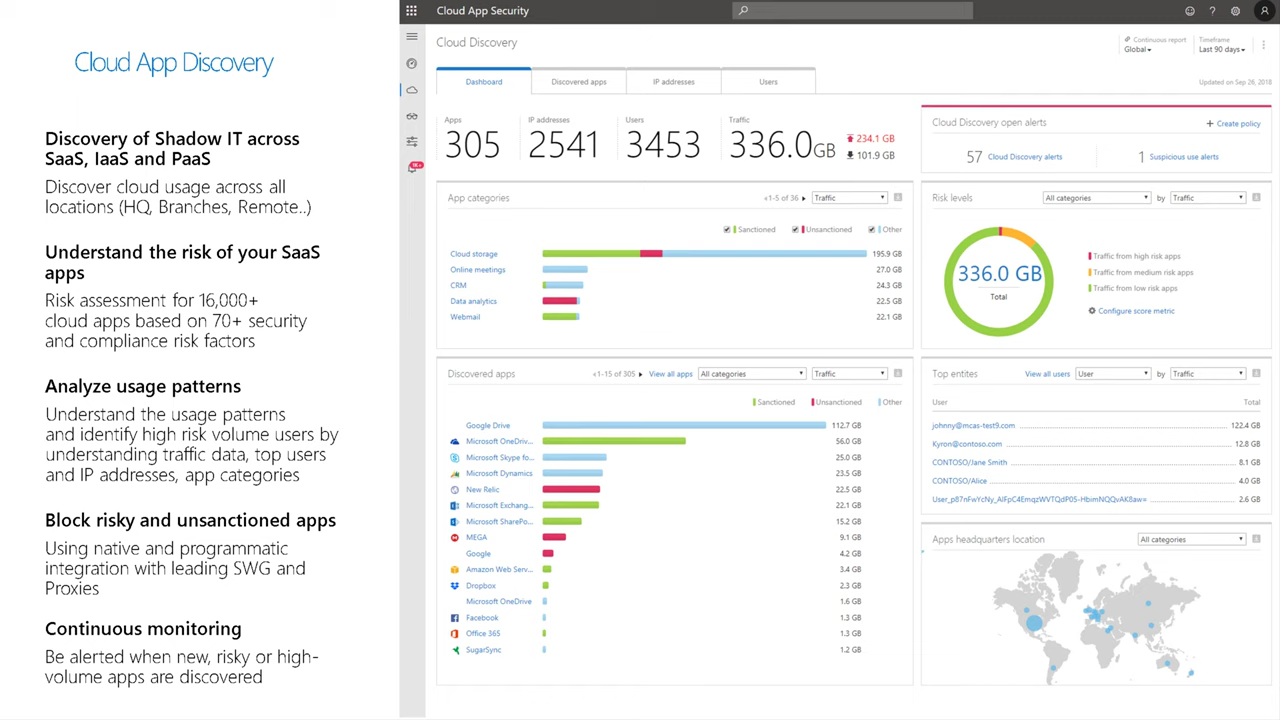 Cloud App Discovery
Discovery of Shadow IT across
SaaS, IaaS and PaaS
Discover cloud usage across all
locations (HQ, Branches, Remote..)
Understand the risk of your SaaS
apps
Risk assessment for 16,000+
cloud apps based on 70+ security
and compliance risk factors
Analyze usage patterns
Understand the usage patterns
and identify high risk volume users by
understanding traffic data, top users
and IP addresses, app categories
Block risky and unsanctioned apps
Using native and programmatic
integration with leading SWG and
Proxies
Continuous monitoring
Be alerted when new, risky or high-
volume apps are discovered
Cloud App Security
Cloud Discovery
Continuous report
Global
Timeframe
Last 90 days
Dashboard Discovered apps IP addresses Users
Updated on Sep 26, 2018
Apps
305
IP addresses
2541
Users
3453
Traffic
336.0GB
234.1 GB
101.9 GB
Cloud Discovery open alerts
+ Create policy
57 Cloud Discovery alerts
1 Suspicious use alerts
App categories
1-5 of 36
Traffic
Sanctioned Unsanctioned Other
Cloud storage 195.9 GB
Online meetings 27.0 GB
CRM 24.3 GB
Data analytics 22.5 GB
Webmail 22.1 GB
Risk levels
All categories by Traffic
336.0 GB
Total
Traffic from high risk apps
Traffic from medium risk apps
Traffic from low risk apps
Configure score metric
Discovered apps
1-15 of 305
View all apps
All categories
Traffic
Sanctioned Unsanctioned Other
Google Drive 112.7 GB
Microsoft OneDriv... 56.0 GB
Microsoft Skype fo... 25.0 GB
Microsoft Dynamics 23.5 GB
New Relic 22.5 GB
Microsoft Exchang... 22.1 GB
Microsoft SharePo... 15.2 GB
MEGA 9.1 GB
Google 4.2 GB
Amazon Web Serv... 3.4 GB
Dropbox 2.3 GB
Microsoft OneDrive 1.6 GB
Facebook 1.3 GB
Office 365 1.3 GB
SugarSync 1.2 GB
Top entites
View all users
User by Traffic
User Total
johnny@mcas-test9.com 122.4 GB
Kyron@contoso.com 12.8 GB
CONTOSO/Jane Smith 8.1 GB
CONTOSO/Alice 4.0 GB
2.6 GB
Apps headquarters location
All categories